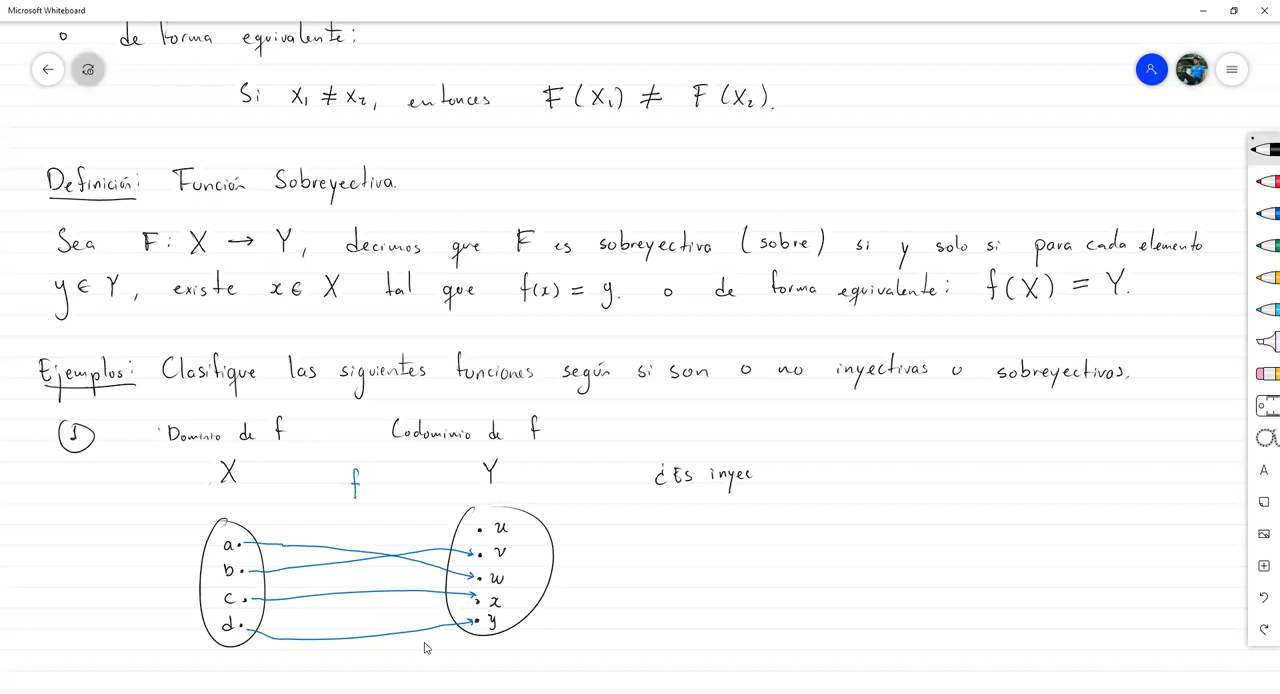 Microsoft Whiteboard
o de forma equivalente:
Si x₁ ≠ x₂, entonces F(x₁) ≠ F(x₂).
Definición: Función Sobreyectiva.
Sea F: X → Y, decimos que F es sobreyectiva (sobre) si y solo si para cada elemento
y ∈ Y, existe x ∈ X tal que f(x) = y. o de forma equivalente: f(X) = Y.
Ejemplos: Clasifique las siguientes funciones según si son o no inyectivas o sobreyectivas.
① Dominio de f Codominio de f
X f Y ¿Es inyec
u
a. v
b. w
c. x
d. y
A